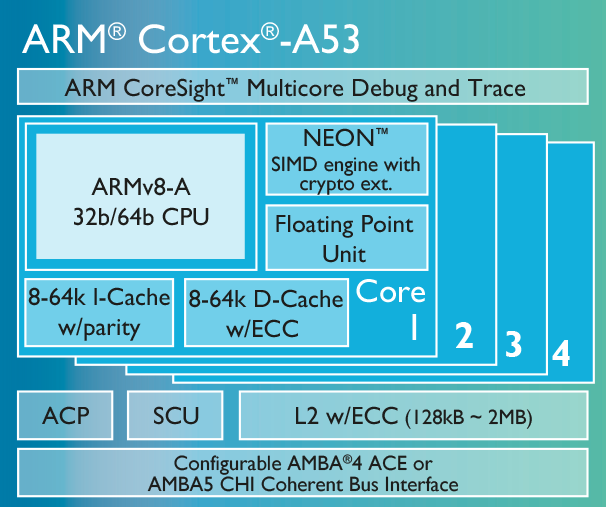 ARM® Cortex®-A53
ARM CoreSight™ Multicore Debug and Trace
ARMv8-A
32b/64b CPU
NEON™
SIMD engine with
crypto ext.
Floating Point
Unit
8-64k I-Cache
w/parity
8-64k D-Cache
w/ECC
Core
1
2
3
4
ACP
SCU
L2 w/ECC (128kB ~ 2MB)
Configurable AMBA®4 ACE or
AMBA5 CHI Coherent Bus Interface